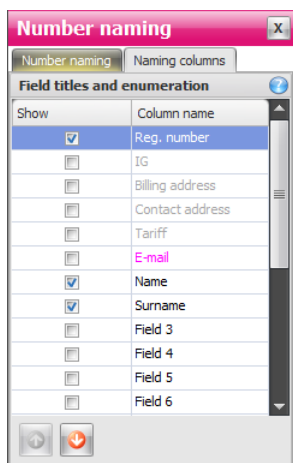 Number naming X
Number naming Naming columns
Field titles and enumeration ?
Show Column name
Reg. number
IG
Billing address
Contact address
Tariff
E-mail
Name
Surname
Field 3
Field 4
Field 5
Field 6